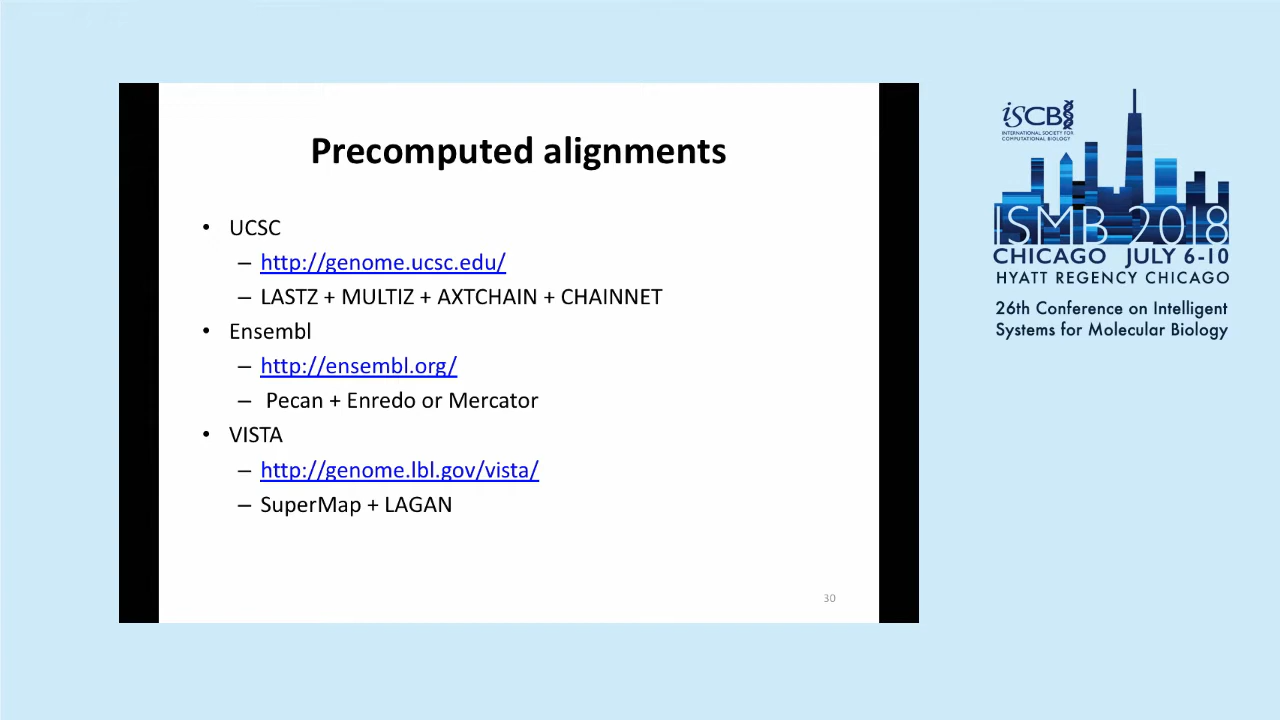 Precomputed alignments
• UCSC
– http://genome.ucsc.edu/
– LASTZ + MULTIZ + AXTCHAIN + CHAINNET
• Ensembl
– http://ensembl.org/
– Pecan + Enredo or Mercator
• VISTA
– http://genome.lbl.gov/vista/
– SuperMap + LAGAN
30
iSCB
INTERNATIONAL SOCIETY FOR
COMPUTATIONAL BIOLOGY
ISMB 2018
CHICAGO JULY 6-10
HYATT REGENCY CHICAGO
26th Conference on Intelligent
Systems for Molecular Biology